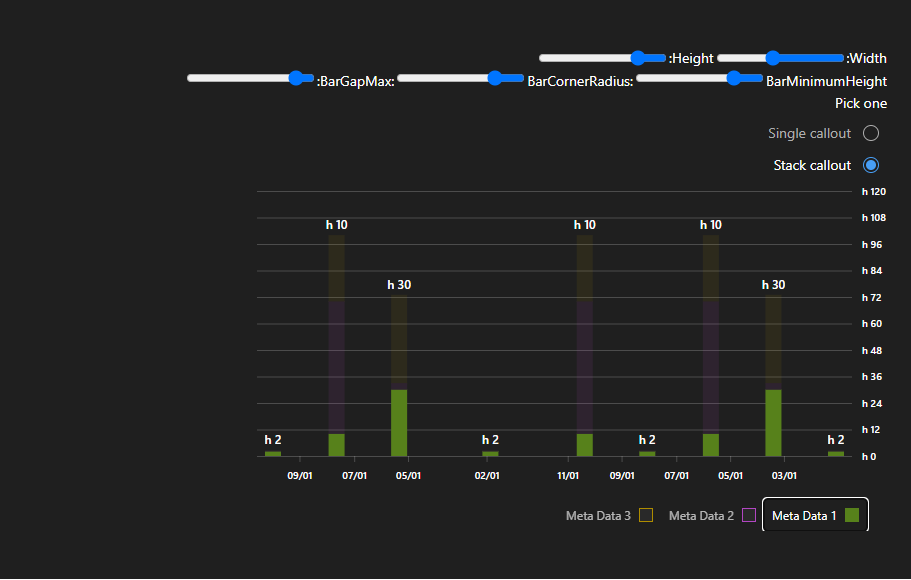 :Height :Width
:BarGapMax: BarCornerRadius: BarMinimumHeight
Pick one
Single callout
Stack callout
h 120
h 108
h 10 h 10 h 10
h 96
h 84
h 30 h 30
h 72
h 60
h 48
h 36
h 24
h 12
h 2 h 2 h 2 h 2
h 0
09/01 07/01 05/01 02/01 11/01 09/01 07/01 05/01 03/01
Meta Data 3 Meta Data 2 Meta Data 1